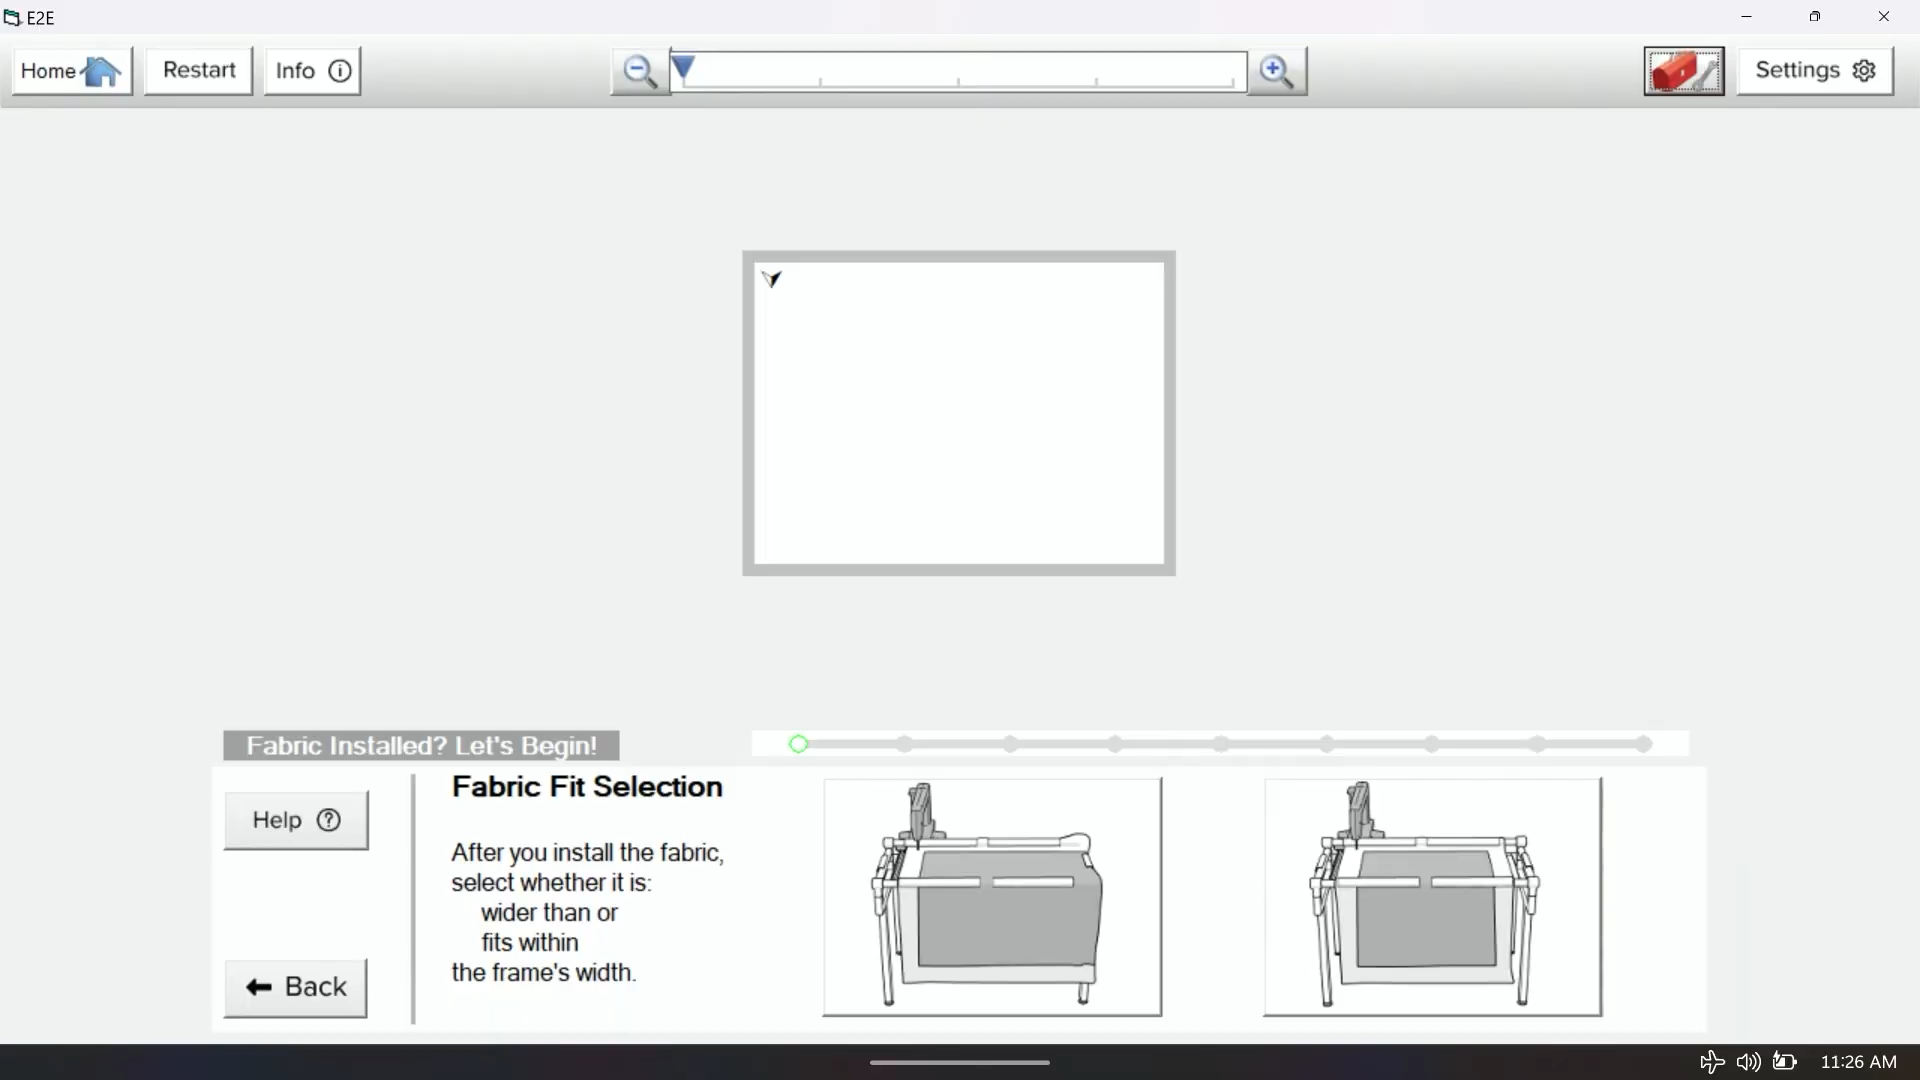 E2E
Home
Restart
Info
Settings
Fabric Installed? Let's Begin!
Help
Fabric Fit Selection
After you install the fabric,
select whether it is:
wider than or
fits within
the frame's width.
Back
11:26 AM